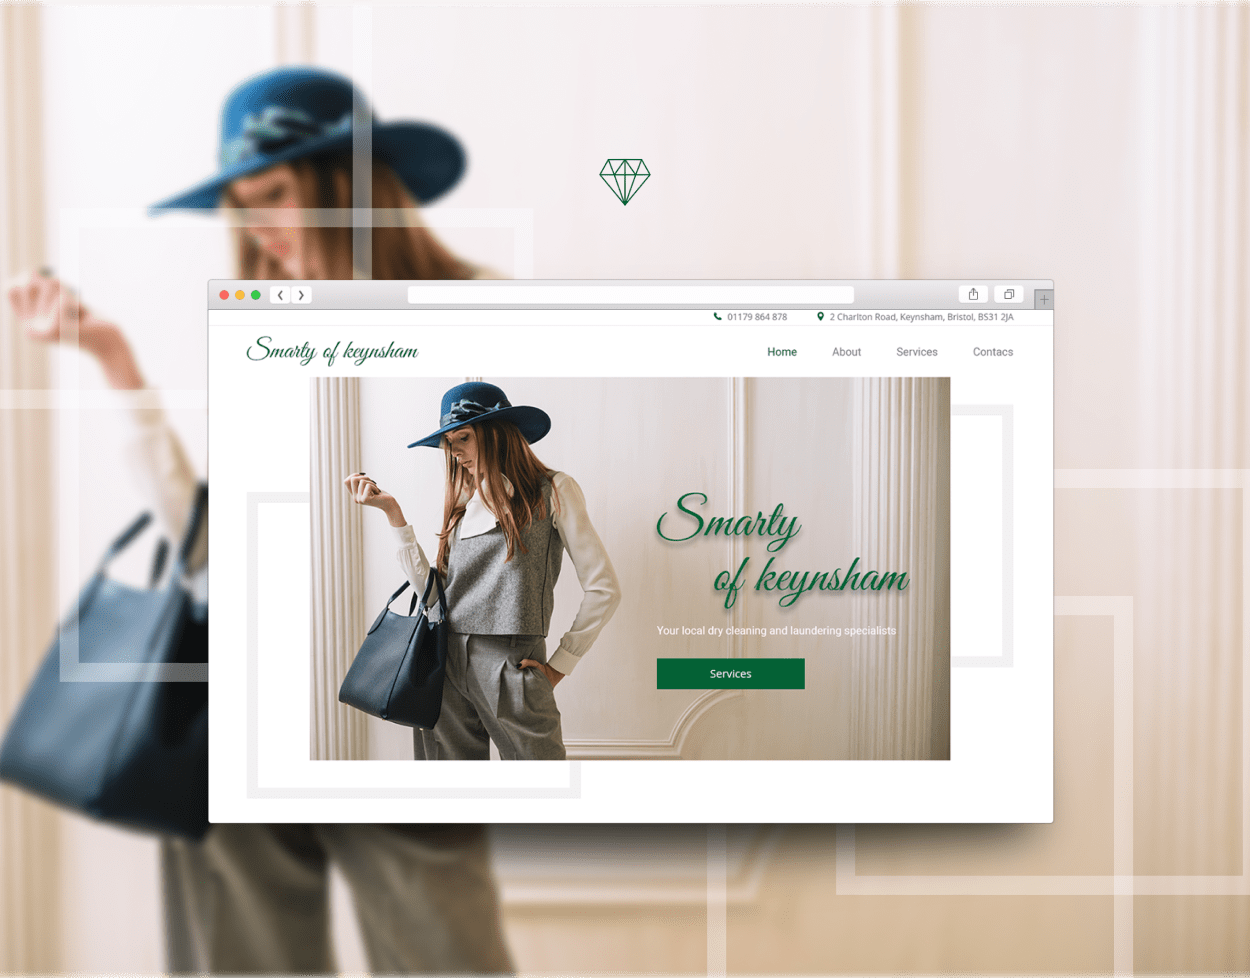 01179 864 878
2 Charlton Road, Keynsham, Bristol, BS31 2JA
Smarty of keynsham
Home
About
Services
Contacs
Smarty
of keynsham
Your local dry cleaning and laundering specialists
Services